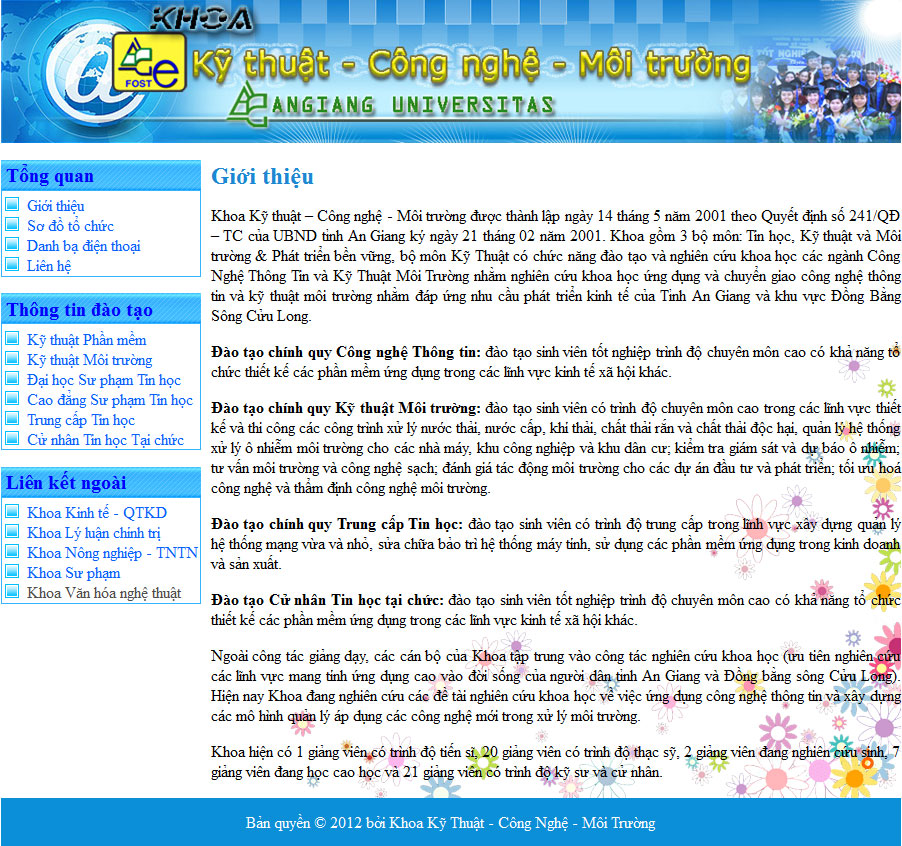 KHOA
Kỹ thuật - Công nghệ - Môi trường
FOST
ANGIANG UNIVERSITAS
Tổng quan
Giới thiệu
Sơ đồ tổ chức
Danh bạ điện thoại
Liên hệ
Thông tin đào tạo
Kỹ thuật Phần mềm
Kỹ thuật Môi trường
Đại học Sư phạm Tin học
Cao đẳng Sư phạm Tin học
Trung cấp Tin học
Cử nhân Tin học Tại chức
Liên kết ngoài
Khoa Kinh tế - QTKD
Khoa Lý luận chính trị
Khoa Nông nghiệp - TNTN
Khoa Sư phạm
Khoa Văn hóa nghệ thuật
Giới thiệu
Khoa Kỹ thuật – Công nghệ - Môi trường được thành lập ngày 14 tháng 5 năm 2001 theo Quyết định số 241/QĐ
– TC của UBND tỉnh An Giang ký ngày 21 tháng 02 năm 2001. Khoa gồm 3 bộ môn: Tin học, Kỹ thuật và Môi
trường & Phát triển bền vững, bộ môn Kỹ Thuật có chức năng đào tạo và nghiên cứu khoa học các ngành Công
Nghệ Thông Tin và Kỹ Thuật Môi Trường nhằm nghiên cứu khoa học ứng dụng và chuyển giao công nghệ thông
tin và kỹ thuật môi trường nhằm đáp ứng nhu cầu phát triển kinh tế của Tỉnh An Giang và khu vực Đồng Bằng
Sông Cửu Long.
Đào tạo chính quy Công nghệ Thông tin: đào tạo sinh viên tốt nghiệp trình độ chuyên môn cao có khả năng tổ
chức thiết kế các phần mềm ứng dụng trong các lĩnh vực kinh tế xã hội khác.
Đào tạo chính quy Kỹ thuật Môi trường: đào tạo sinh viên có trình độ chuyên môn cao trong các lĩnh vực thiết
kế và thi công các công trình xử lý nước thải, nước cấp, khí thải, chất thải rắn và chất thải độc hại, quản lý hệ thống
xử lý ô nhiễm môi trường cho các nhà máy, khu công nghiệp và khu dân cư; kiểm tra giám sát và dự báo ô nhiễm;
tư vấn môi trường và công nghệ sạch; đánh giá tác động môi trường cho các dự án đầu tư và phát triển; tối ưu hoá
công nghệ và thẩm định công nghệ môi trường.
Đào tạo chính quy Trung cấp Tin học: đào tạo sinh viên có trình độ trung cấp trong lĩnh vực xây dựng quản lý
hệ thống mạng vừa và nhỏ, sửa chữa bảo trì hệ thống máy tính, sử dụng các phần mềm ứng dụng trong kinh doanh
và sản xuất.
Đào tạo Cử nhân Tin học tại chức: đào tạo sinh viên tốt nghiệp trình độ chuyên môn cao có khả năng tổ chức
thiết kế các phần mềm ứng dụng trong các lĩnh vực kinh tế xã hội khác.
Ngoài công tác giảng dạy, các cán bộ của Khoa tập trung vào công tác nghiên cứu khoa học (ưu tiên nghiên cứu
các lĩnh vực mang tính ứng dụng cao vào đời sống của người dân tỉnh An Giang và Đồng bằng sông Cửu Long).
Hiện nay Khoa đang nghiên cứu các đề tài nghiên cứu khoa học về việc ứng dụng công nghệ thông tin và xây dựng
các mô hình quản lý áp dụng các công nghệ mới trong xử lý môi trường.
Khoa hiện có 1 giảng viên có trình độ tiến sĩ, 20 giảng viên có trình độ thạc sỹ, 2 giảng viên đang nghiên cứu sinh, 7
giảng viên đang học cao học và 21 giảng viên có trình độ kỹ sư và cử nhân.
Bản quyền © 2012 bởi Khoa Kỹ Thuật - Công Nghệ - Môi Trường